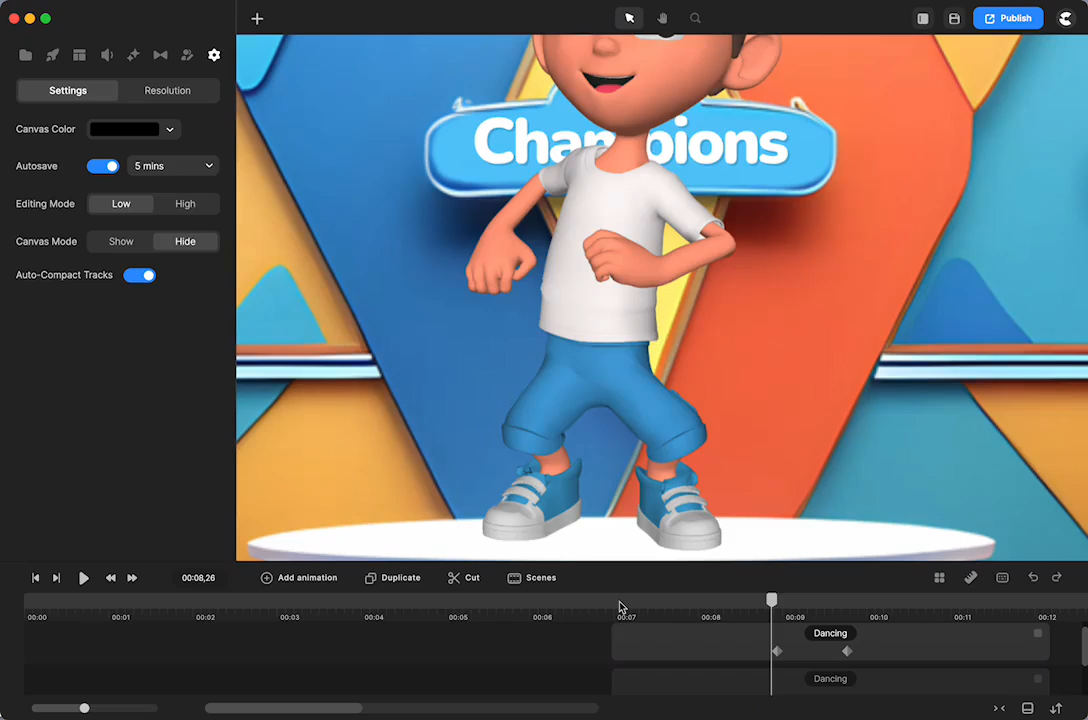 Publish
Settings
Resolution
Canvas Color
Autosave
5 mins
Editing Mode
Low
High
Canvas Mode
Show
Hide
Auto-Compact Tracks
Cham pions
00:08,26
Add animation
Duplicate
Cut
Scenes
00:00
00:01
00:02
00:03
00:04
00:05
00:06
00:07
00:08
00:09
00:10
00:11
00:12
Dancing
Dancing